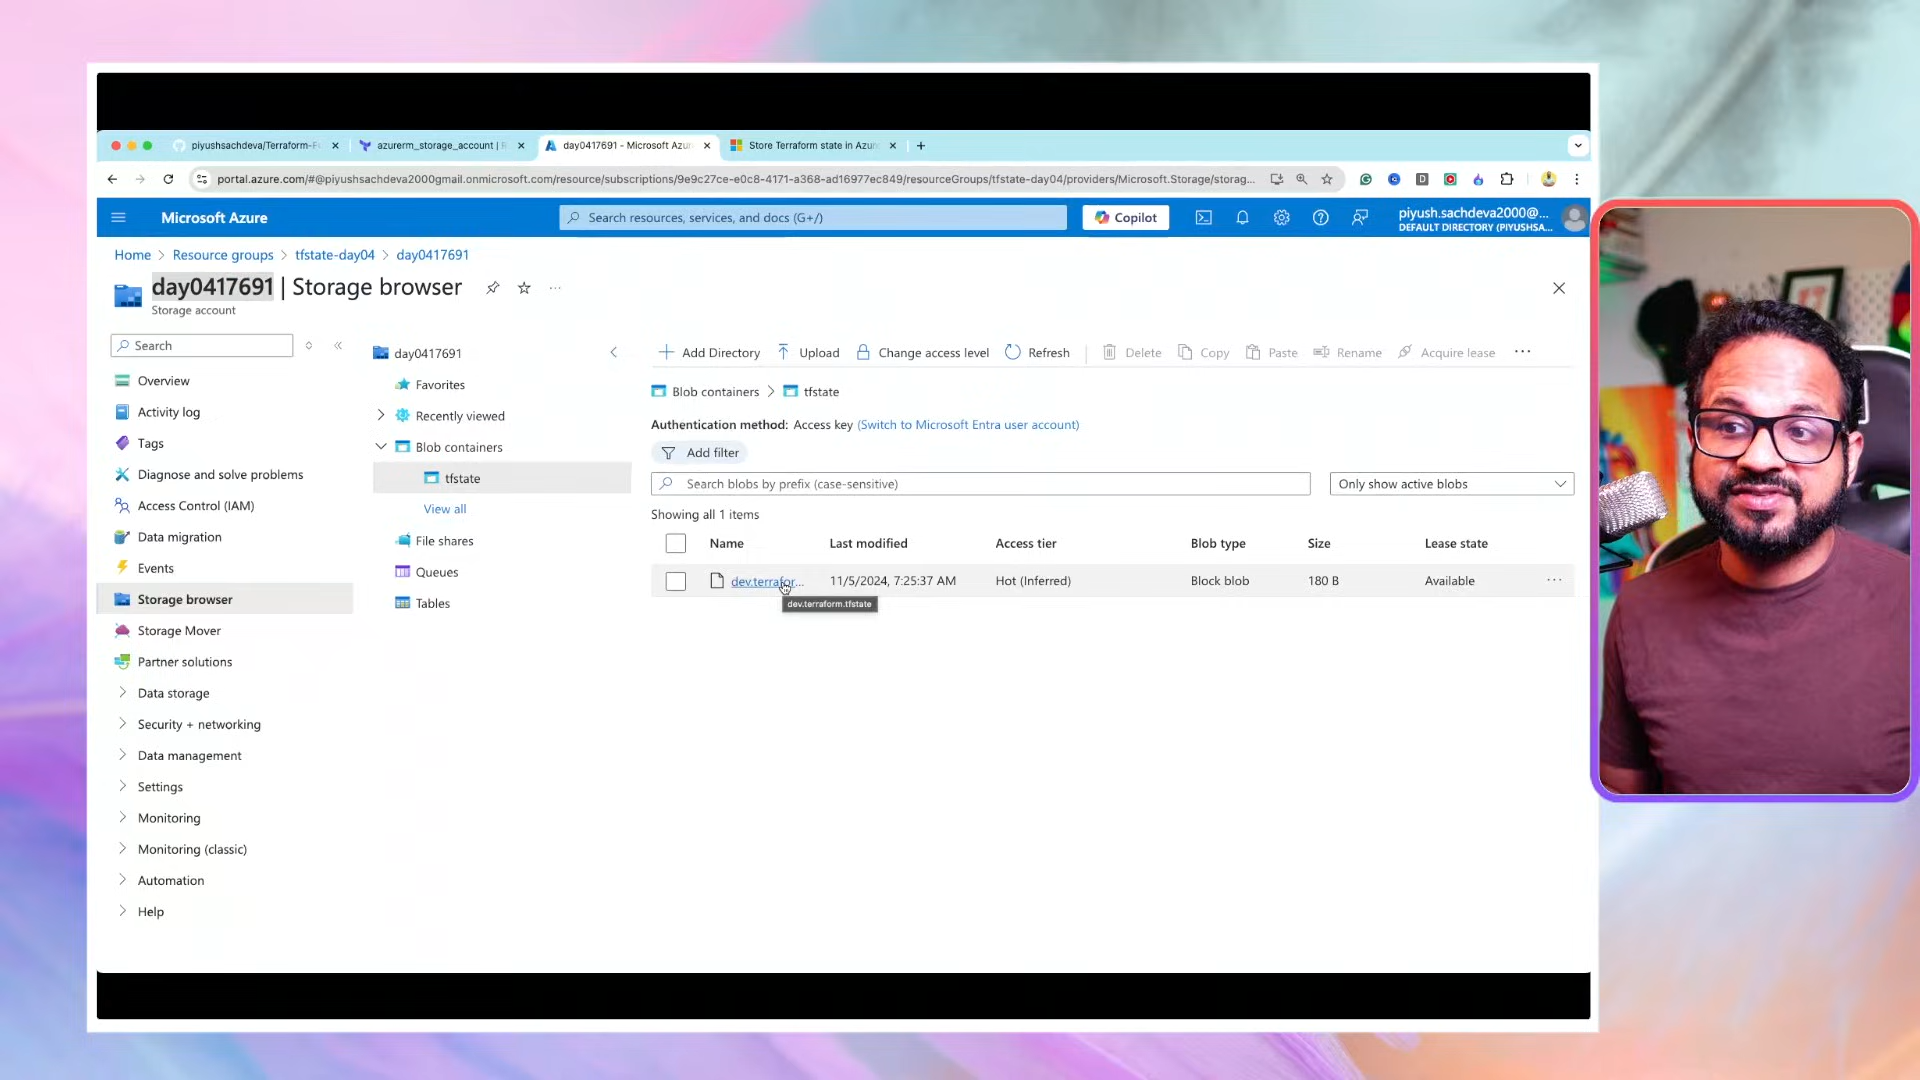 piyushsachdeva/Terraform-F
azurerm_storage_account |
day0417691 - Microsoft Azu
Store Terraform state in Azur
portal.azure.com/#@piyushsachdeva2000gmail.onmicrosoft.com/resource/subscriptions/9e9c27ce-e0c8-4171-a368-ad16977ec849/resourceGroups/tfstate-day04/providers/Microsoft.Storage/storag...
Microsoft Azure
Search resources, services, and docs (G+/)
Copilot
piyush.sachdeva2000@...
DEFAULT DIRECTORY (PIYUSHSA...
Home > Resource groups > tfstate-day04 > day0417691
day0417691 | Storage browser
Storage account
Search
Overview
Activity log
Tags
Diagnose and solve problems
Access Control (IAM)
Data migration
Events
Storage browser
Storage Mover
Partner solutions
Data storage
Security + networking
Data management
Settings
Monitoring
Monitoring (classic)
Automation
Help
day0417691
Favorites
Recently viewed
Blob containers
tfstate
View all
File shares
Queues
Tables
Add Directory Upload Change access level Refresh Delete Copy Paste Rename Acquire lease ...
Blob containers > tfstate
Authentication method: Access key (Switch to Microsoft Entra user account)
Add filter
Search blobs by prefix (case-sensitive)
Only show active blobs
Showing all 1 items
Name Last modified Access tier Blob type Size Lease state
dev.terrafor... 11/5/2024, 7:25:37 AM Hot (Inferred) Block blob 180 B Available ...
dev.terraform.tfstate